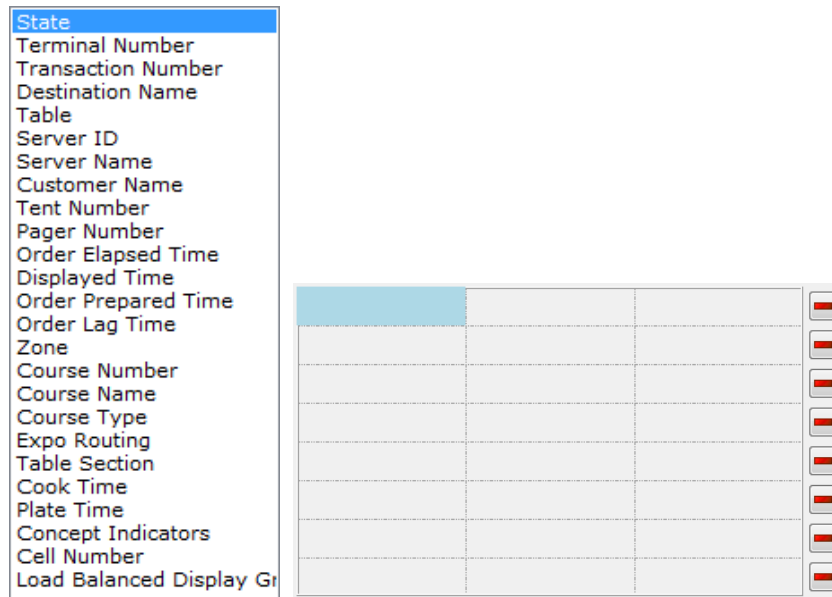 State
Terminal Number
Transaction Number
Destination Name
Table
Server ID
Server Name
Customer Name
Tent Number
Pager Number
Order Elapsed Time
Displayed Time
Order Prepared Time
Order Lag Time
Zone
Course Number
Course Name
Course Type
Expo Routing
Table Section
Cook Time
Plate Time
Concept Indicators
Cell Number
Load Balanced Display